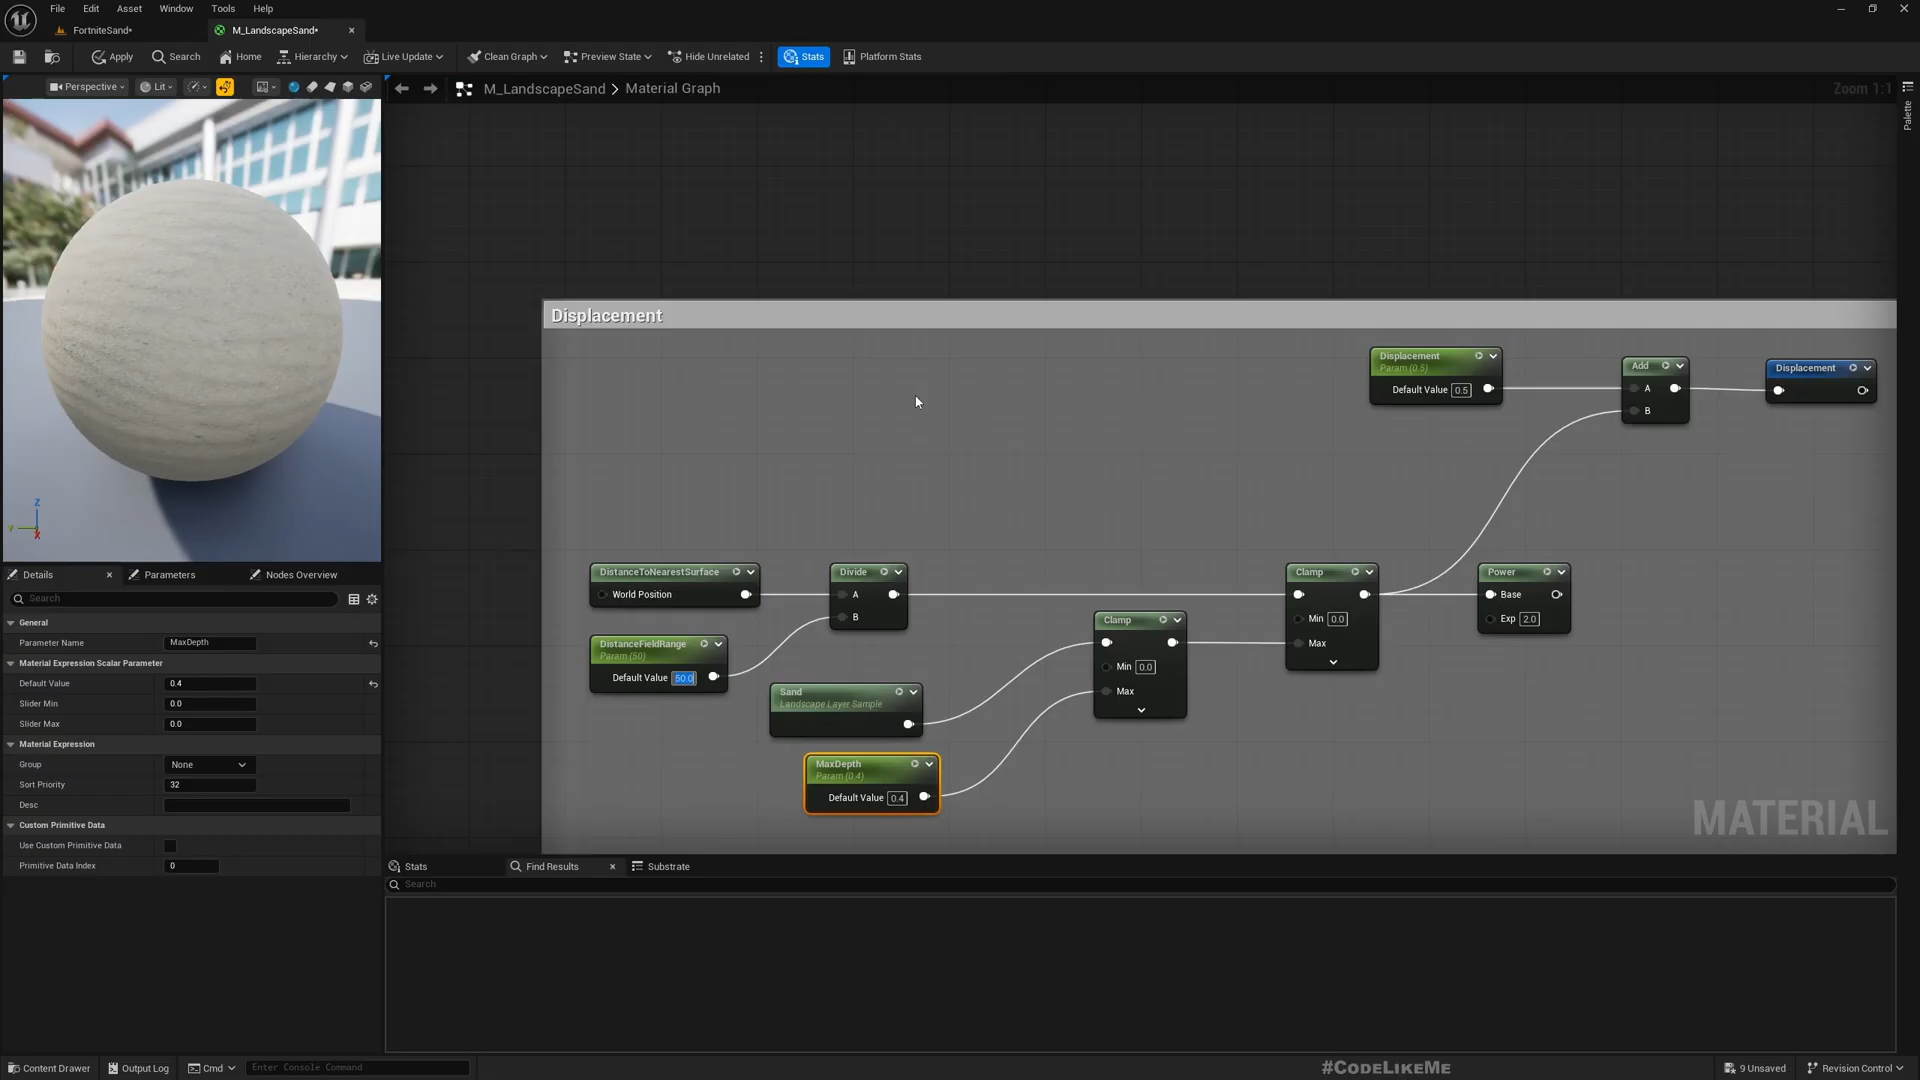 File Edit Asset Window Tools Help
FortniteSand*
M_LandscapeSand*
Apply Search Home Hierarchy Live Update Clean Graph Preview State Hide Unrelated Stats Platform Stats
Perspective Lit
M_LandscapeSand > Material Graph
Zoom 1:1
Palette
Displacement
Displacement
Param (0.5)
Default Value 0.5
Add
A
B
Displacement
DistanceToNearestSurface
World Position
Divide
A
B
Clamp
Min 0.0
Max
Power
Base
Exp 2.0
DistanceFieldRange
Param (50)
Default Value 50.0
Clamp
Min 0.0
Max
Sand
Landscape Layer Sample
MaxDepth
Param (0.4)
Default Value 0.4
MATERIAL
Z
Y
X
Details Parameters Nodes Overview
Search
General
Parameter Name MaxDepth
Material Expression Scalar Parameter
Default Value 0.4
Slider Min 0.0
Slider Max 0.0
Material Expression
Group None
Sort Priority 32
Desc
Custom Primitive Data
Use Custom Primitive Data
Primitive Data Index 0
Stats Find Results Substrate
Search
Content Drawer Output Log Cmd Enter Console Command
#CodeLikeMe
9 Unsaved Revision Control